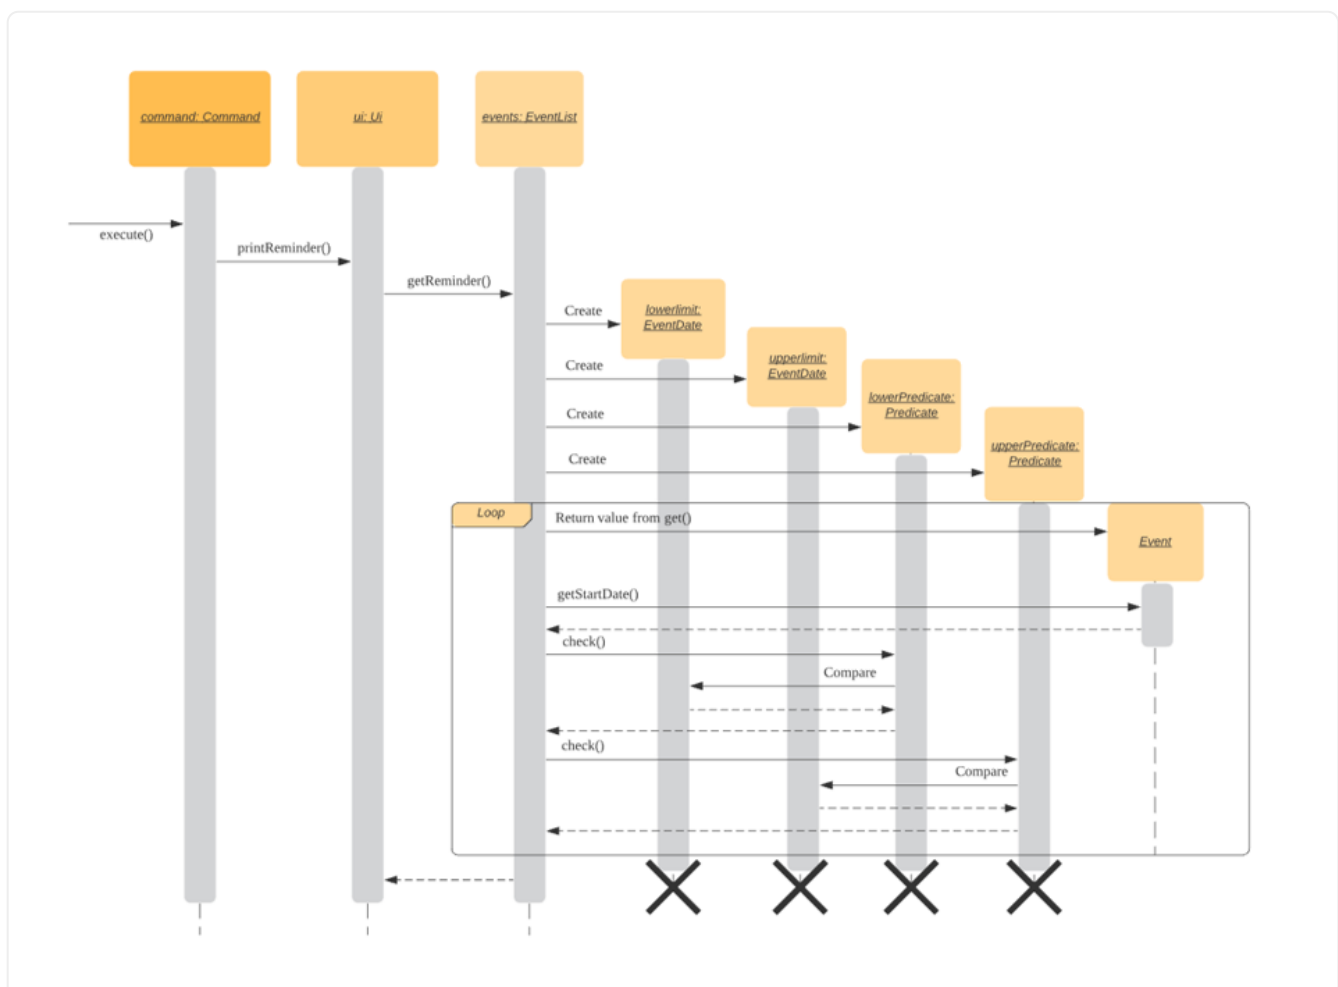 command: Command
ui: Ui
events: EventList
execute()
printReminder()
getReminder()
Create
lowerlimit:
EventDate
Create
upperlimit:
EventDate
Create
lowerPredicate:
Predicate
Create
upperPredicate:
Predicate
Loop
Return value from get()
Event
getStartDate()
check()
Compare
check()
Compare